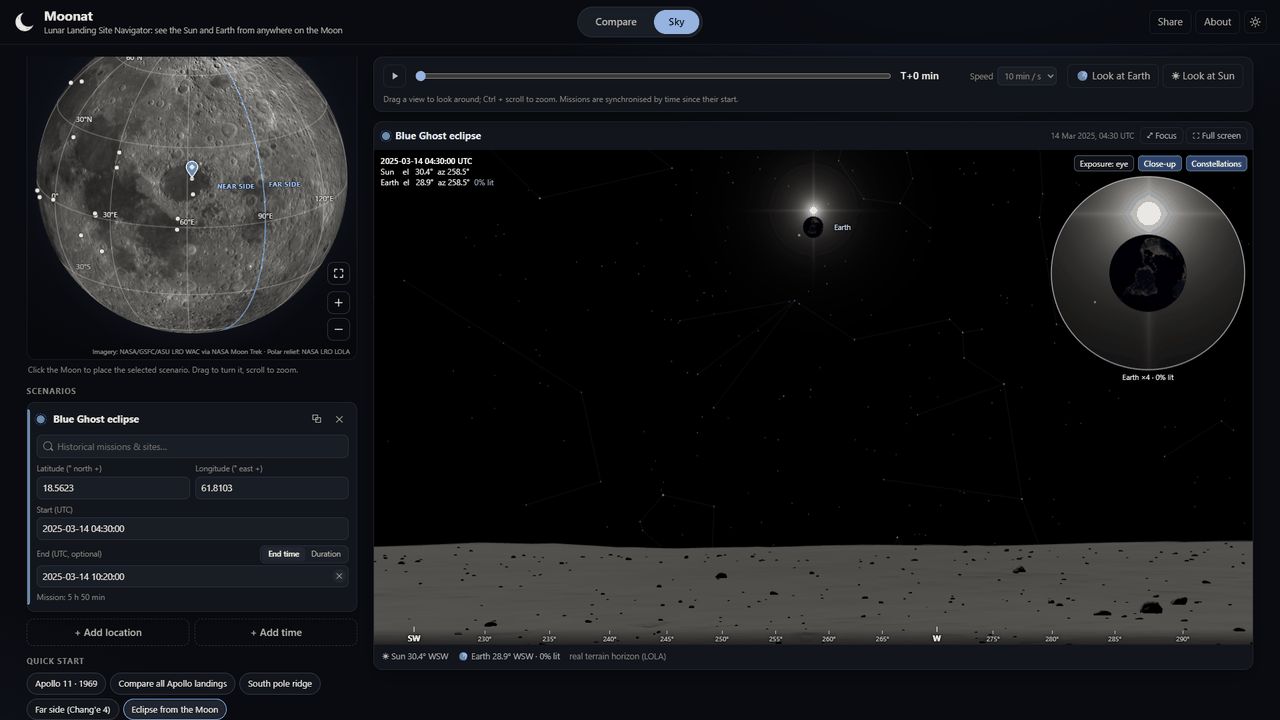 Moonat
Lunar Landing Site Navigator: see the Sun and Earth from anywhere on the Moon
Compare
Sky
Share
About
60°N
30°N
0°
NEAR SIDE
FAR SIDE
120°E
30°E
60°E
90°E
30°S
+
−
Imagery: NASA/GSFC/ASU LRO WAC via NASA Moon Trek · Polar relief: NASA LRO LOLA
Click the Moon to place the selected scenario. Drag to turn it, scroll to zoom.
SCENARIOS
Blue Ghost eclipse
Historical missions & sites...
Latitude (° north +)
Longitude (° east +)
18.5623
61.8103
Start (UTC)
2025-03-14 04:30:00
End (UTC, optional)
End time
Duration
2025-03-14 10:20:00
Mission: 5 h 50 min
+ Add location
+ Add time
QUICK START
Apollo 11 · 1969
Compare all Apollo landings
South pole ridge
Far side (Chang'e 4)
Eclipse from the Moon
T+0 min
Speed
10 min / s
Look at Earth
☀ Look at Sun
Drag a view to look around; Ctrl + scroll to zoom. Missions are synchronised by time since their start.
Blue Ghost eclipse
14 Mar 2025, 04:30 UTC
⤢ Focus
⛶ Full screen
2025-03-14 04:30:00 UTC
Sun el 30.4° az 258.5°
Earth el 28.9° az 258.5° 0% lit
Exposure: eye
Close-up
Constellations
Earth
Earth ×4 · 0% lit
SW
230°
235°
240°
245°
250°
255°
260°
265°
W
275°
280°
285°
290°
☀ Sun 30.4° WSW
Earth 28.9° WSW · 0% lit
real terrain horizon (LOLA)